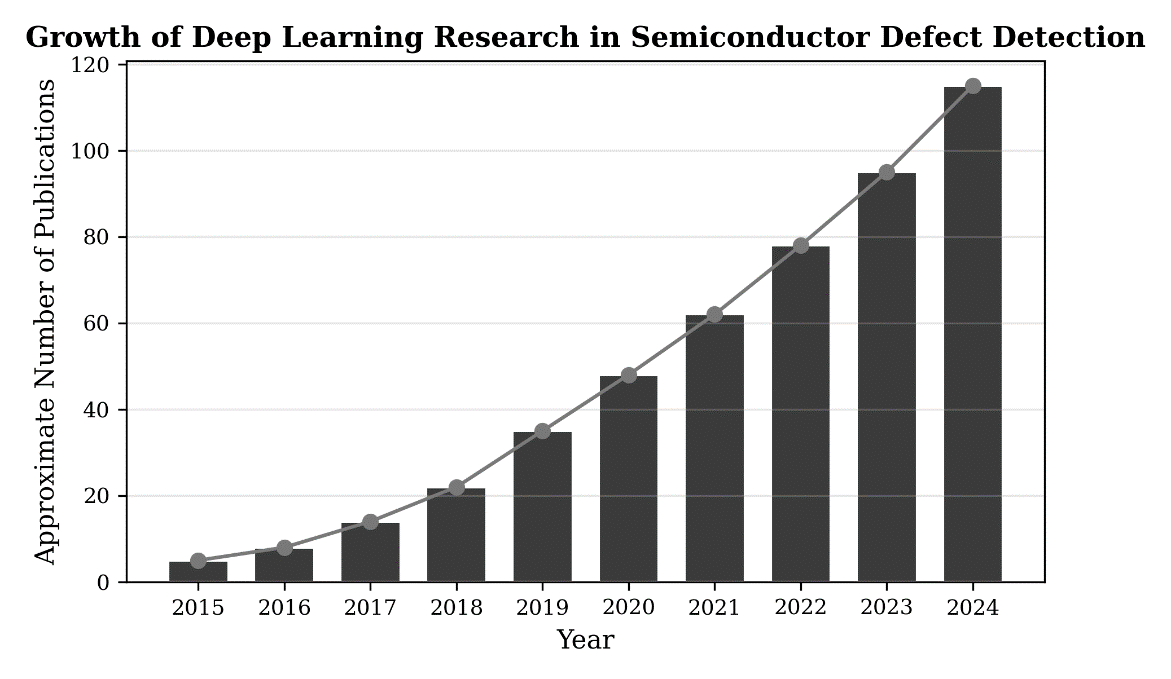 Growth of Deep Learning Research in Semiconductor Defect Detection
Approximate Number of Publications
120
100
80
60
40
20
0
2015 2016 2017 2018 2019 2020 2021 2022 2023 2024
Year